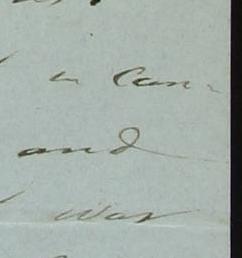 in Can-
and
war